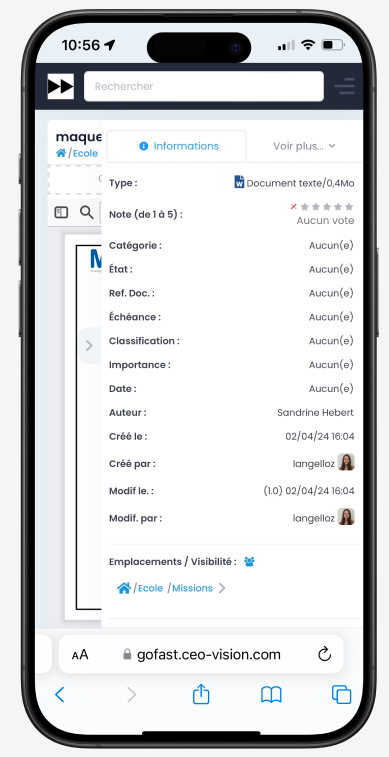 10:56
Rechercher
maque
/Ecole
Informations
Voir plus...
Type :
Document texte/0,4Mo
Note (de 1 à 5) :
Aucun vote
Catégorie :
Aucun(e)
État :
Aucun(e)
Ref. Doc. :
Aucun(e)
Échéance :
Aucun(e)
Classification :
Aucun(e)
Importance :
Aucun(e)
Date :
Aucun(e)
Auteur :
Sandrine Hebert
Créé le :
02/04/24 16:04
Créé par :
langelloz
Modif le. :
(1.0) 02/04/24 16:04
Modif. par :
langelloz
Emplacements / Visibilité :
/Ecole /Missions
AA
gofast.ceo-vision.com